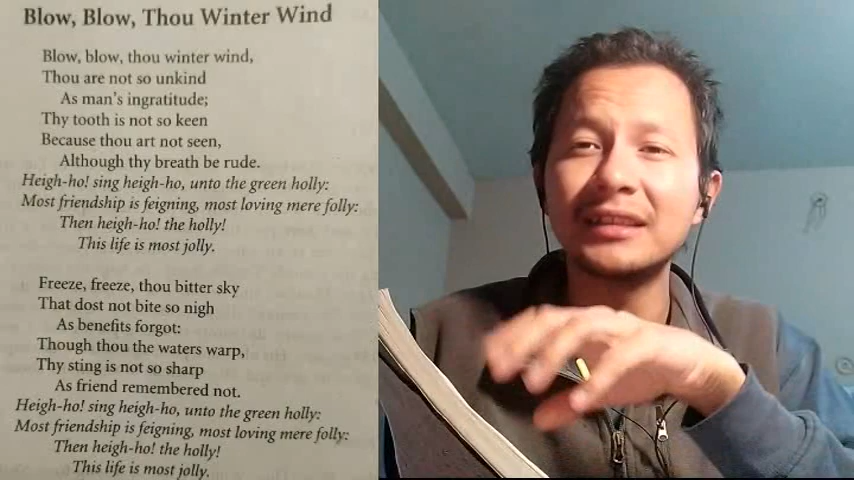 Blow, Blow, Thou Winter Wind
Blow, blow, thou winter wind,
Thou are not so unkind
As man's ingratitude;
Thy tooth is not so keen
Because thou art not seen,
Although thy breath be rude.
Heigh-ho! sing heigh-ho, unto the green holly:
Most friendship is feigning, most loving mere folly:
Then heigh-ho! the holly!
This life is most jolly.
Freeze, freeze, thou bitter sky
That dost not bite so nigh
As benefits forgot:
Though thou the waters warp,
Thy sting is not so sharp
As friend remembered not.
Heigh-ho! sing heigh-ho, unto the green holly:
Most friendship is feigning, most loving mere folly:
Then heigh-ho! the holly!
This life is most jolly.